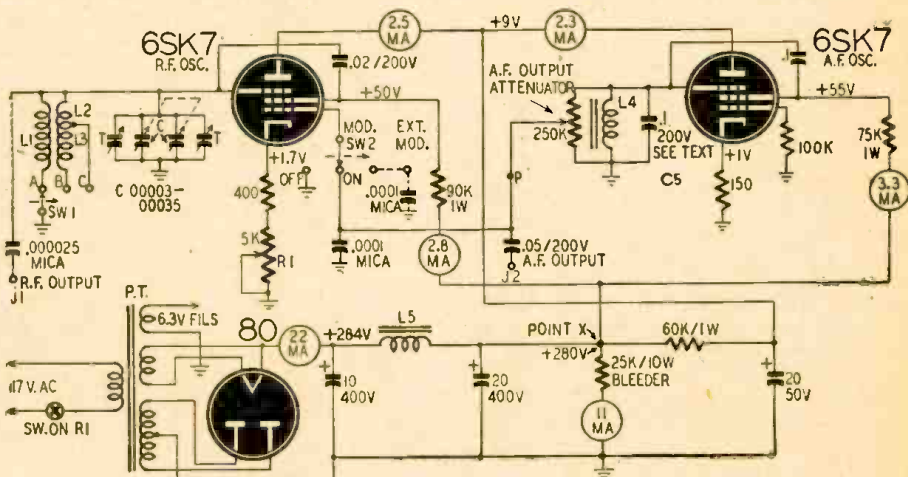 6SK7
R.F. OSC.
2.5
MA
+9V
2.3
MA
6SK7
A.F. OSC.
.02/200V
+50V
A.F. OUTPUT
ATTENUATOR
250K
L4
.1
200V
SEE TEXT
C5
.1
+55V
75K
1W
100K
3.3
MA
L2
L1
L3
T
C
T
A
B
C
SW1
C 00003-
00035
MOD.
SW2
EXT.
MOD.
+1.7V
OFF
ON
.0001
MICA
400
5K
R1
.0001
MICA
90K
1W
2.8
MA
P
.05/200V
A.F. OUTPUT
J2
+1V
150
.000025
MICA
R.F. OUTPUT
J1
P.T.
6.3V FILS
80
22
MA
+284V
L5
POINT X
+280V
60K/1W
25K/10W
BLEEDER
11
MA
117 V. AC
SW. ON R1
10
400V
20
400V
20
50V